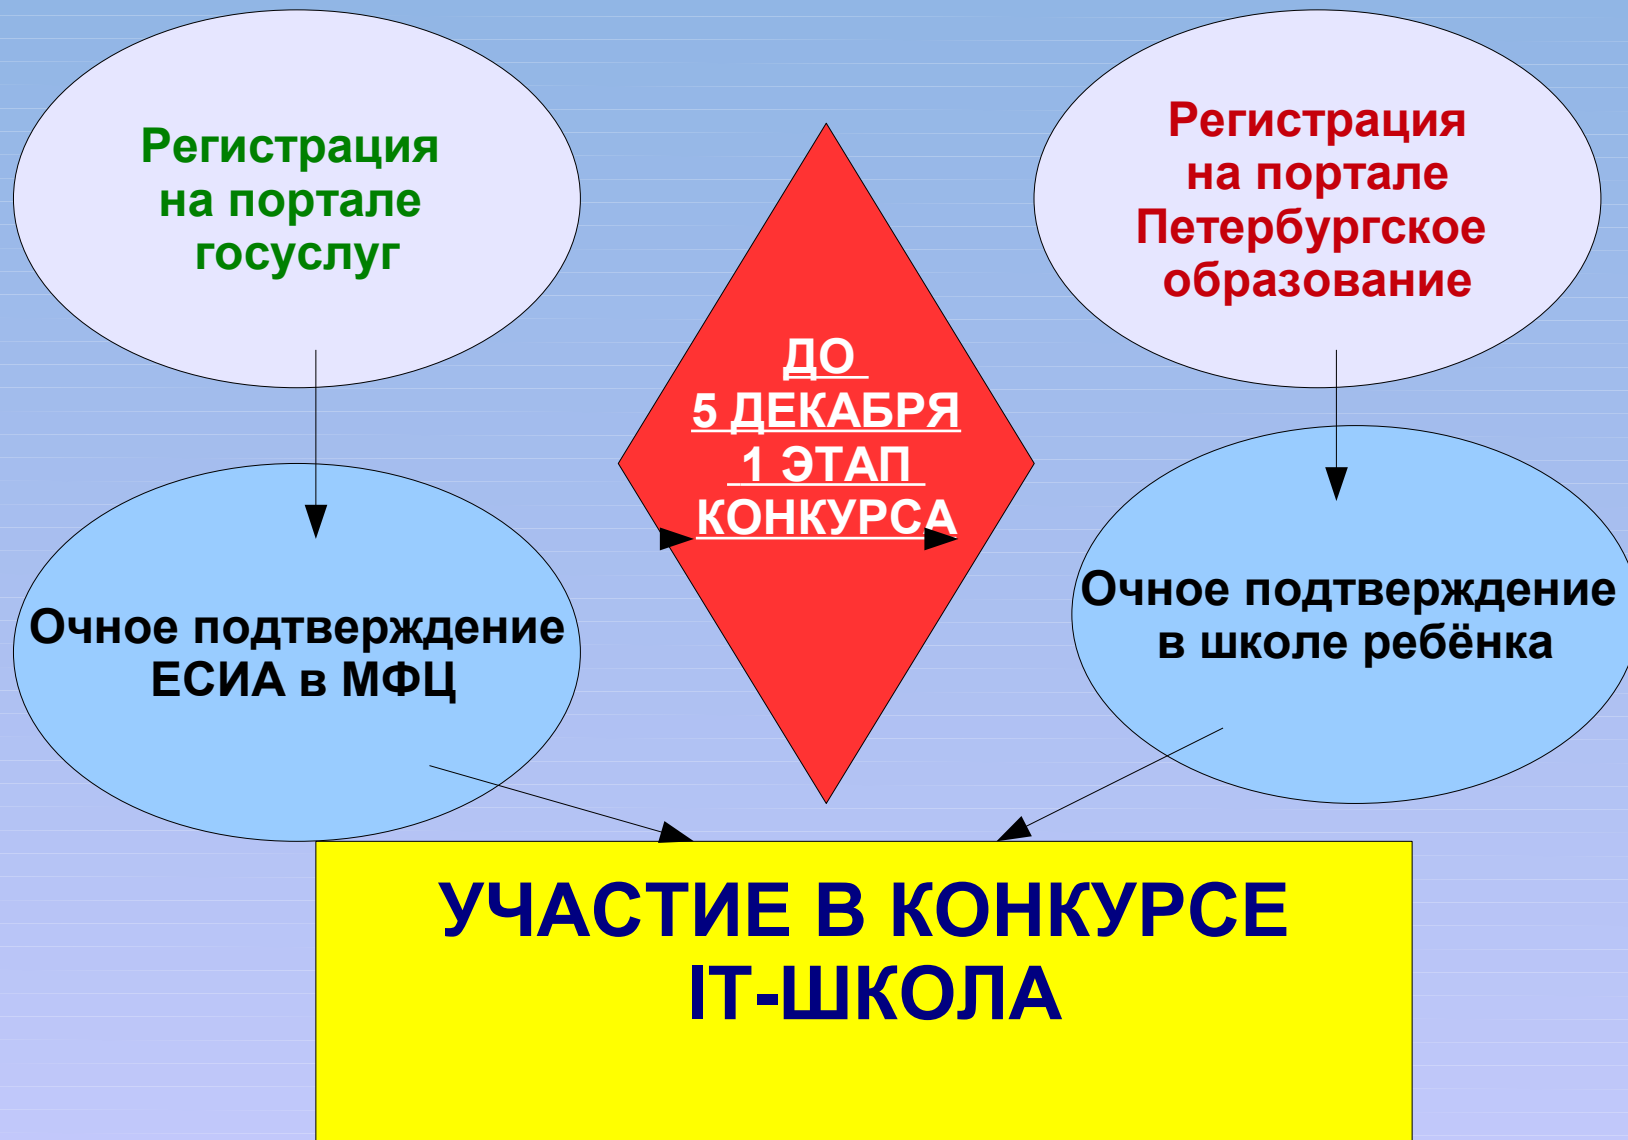 Регистрация
на портале
госуслуг
Регистрация
на портале
Петербургское
образование
ДО
5 ДЕКАБРЯ
1 ЭТАП
КОНКУРСА
Очное подтверждение
ЕСИА в МФЦ
Очное подтверждение
в школе ребёнка
УЧАСТИЕ В КОНКУРСЕ
IT-ШКОЛА